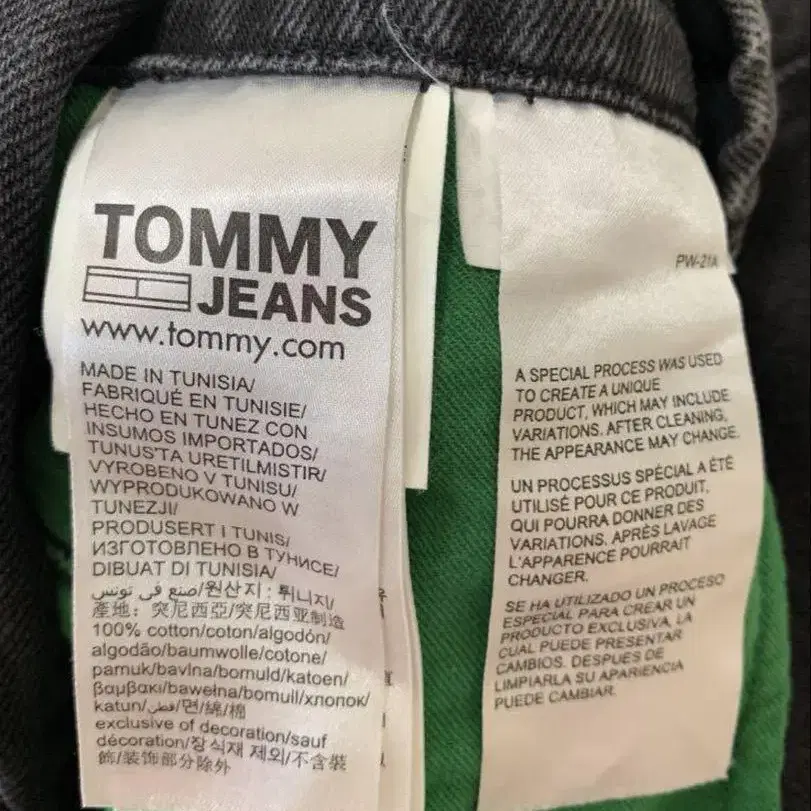 TOMMY
JEANS
www.tommy.com
MADE IN TUNISIA/
FABRIQUÉ EN TUNISIE/
HECHO EN TUNEZ CON
INSUMOS IMPORTADOS/
TUNUS'TA URETILMISTIR/
VYROBENO V TUNISU/
WYPRODUKOWANO W
TUNEZJI/
PRODUSERT I TUNIS/
ИЗГОТОВЛЕНО В ТУНИСЕ/
DIBUAT DI TUNISIA/
صنع في تونس/원산지: 튀니지/
產地: 突尼西亞/突尼西亚制造
100% cotton/coton/algodón/
algodão/baumwolle/cotone/
pamuk/bavlna/bomuld/katoen/
βαμβακι/bawełna/bomull/хлопок/
katun/قطن/면/綿/棉
exclusive of decoration/sauf
décoration/장식재 제외/不含裝
飾/装饰部分除外
PW-21A
A SPECIAL PROCESS WAS USED
TO CREATE A UNIQUE
PRODUCT, WHICH MAY INCLUDE
VARIATIONS. AFTER CLEANING,
THE APPEARANCE MAY CHANGE.
UN PROCESSUS SPÉCIAL A ÉTÉ
UTILISÉ POUR CE PRODUIT,
QUI POURRA DONNER DES
VARIATIONS. APRÈS LAVAGE
L'APPARENCE POURRAIT
CHANGER.
SE HA UTILIZADO UN PROCESO
ESPECIAL PARA CREAR UN
PRODUCTO EXCLUSIVA, LA
CUAL PUEDE PRESENTAR
CAMBIOS. DESPUÉS DE
LIMPIARLA SU APARIENCIA
PUEDE CAMBIAR.